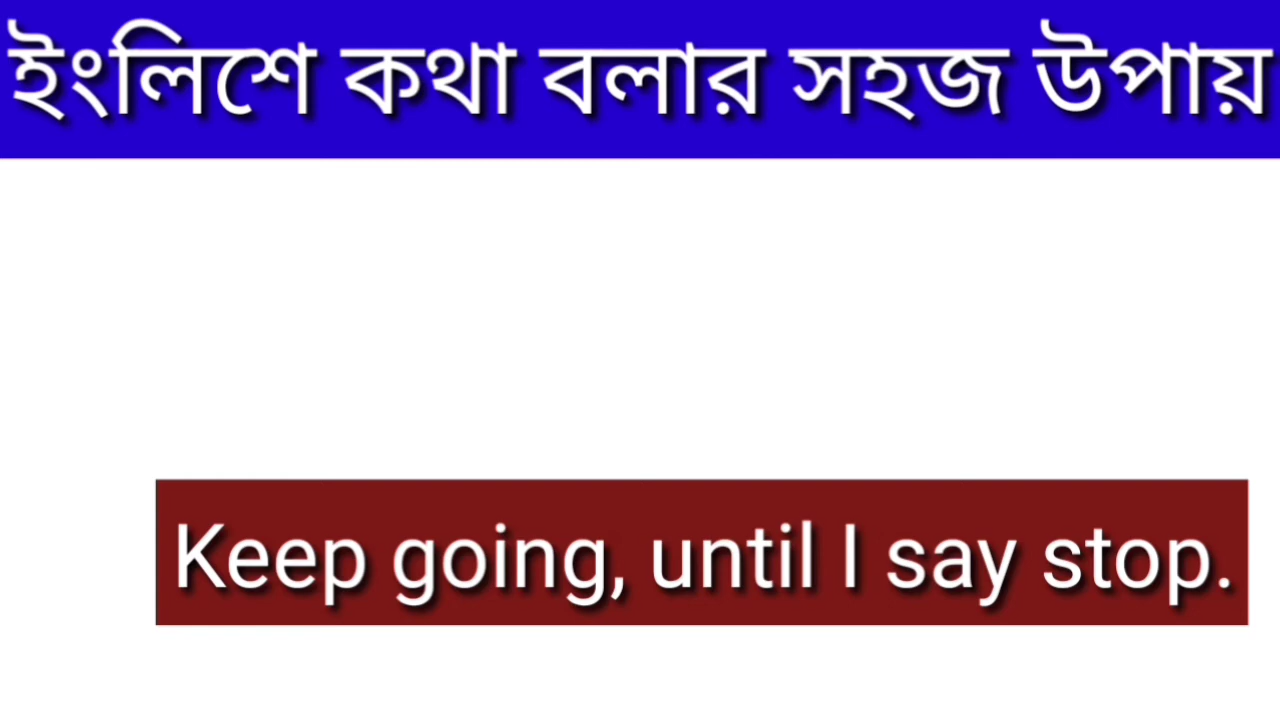 ইংলিশে কথা বলার সহজ উপায়
Keep going, until I say stop.